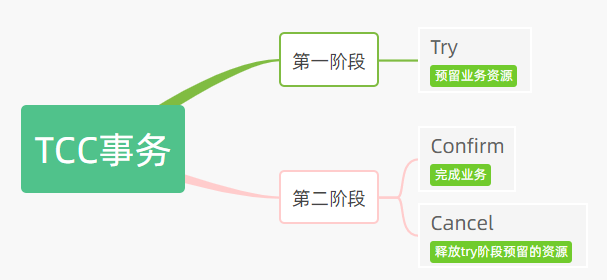 TCC事务
第一阶段
Try
预留业务资源
第二阶段
Confirm
完成业务
Cancel
释放try阶段预留的资源